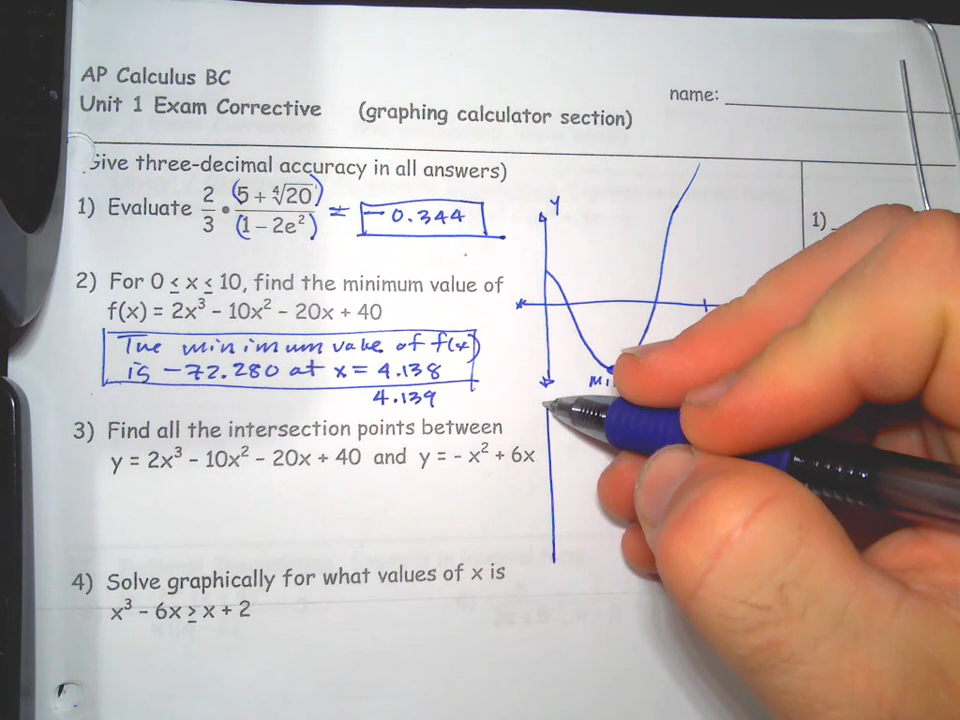 AP Calculus BC
Unit 1 Exam Corrective (graphing calculator section)
name: ____________
Give three-decimal accuracy in all answers)
1) Evaluate 2/3 • (5 + ∜20)/(1 – 2e²) = -0.344
1)
2) For 0 ≤ x ≤ 10, find the minimum value of
f(x) = 2x³ – 10x² – 20x + 40
The minimum value of f(x)
is -72.280 at x = 4.138
4.139
Y
3) Find all the intersection points between
y = 2x³ – 10x² – 20x + 40 and y = - x² + 6x
4) Solve graphically for what values of x is
x³ – 6x ≥ x + 2